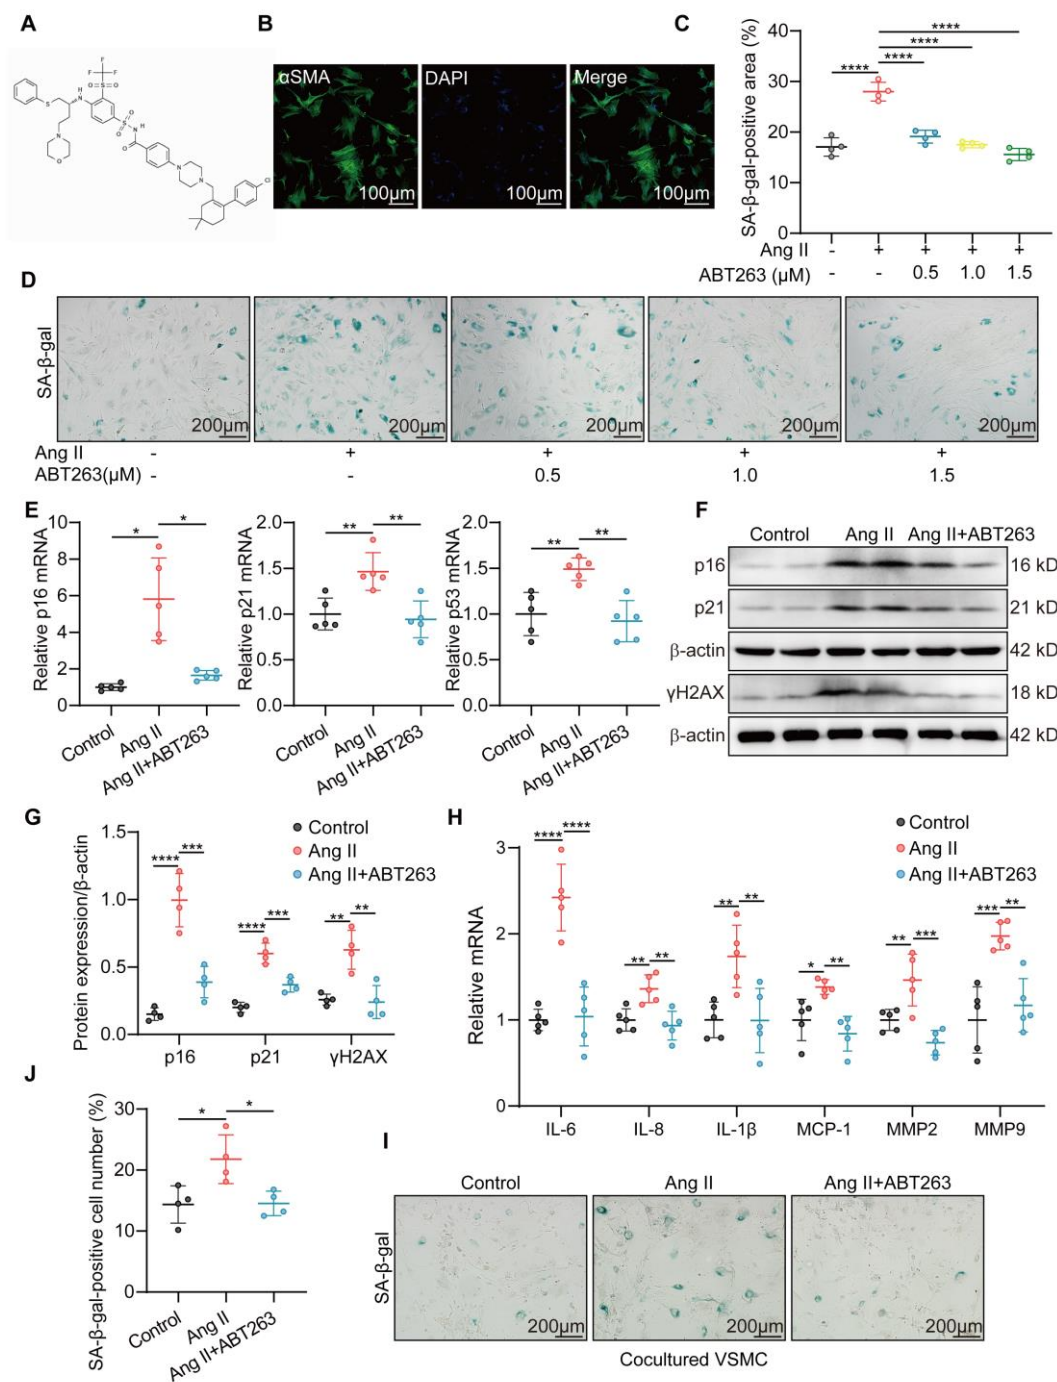 A
B
αSMA
DAPI
Merge
100μm
100μm
100μm
C
SA-β-gal-positive area (%)
40
30
20
10
0
****
****
****
****
Ang II - + + + +
ABT263 (μM) - - 0.5 1.0 1.5
D
SA-β-gal
200μm
200μm
200μm
200μm
200μm
Ang II - + + + +
ABT263(μM) - - 0.5 1.0 1.5
E
Relative p16 mRNA
10
8
6
4
2
0
* *
Control
Ang II
Ang II+ABT263
Relative p21 mRNA
2.0
1.5
1.0
0.5
0.0
** **
Control
Ang II
Ang II+ABT263
Relative p53 mRNA
2.0
1.5
1.0
0.5
0.0
** **
Control
Ang II
Ang II+ABT263
F
Control Ang II Ang II+ABT263
p16 16 kD
p21 21 kD
β-actin 42 kD
γH2AX 18 kD
β-actin 42 kD
G
Protein expression/β-actin
1.5
1.0
0.5
0.0
Control
Ang II
Ang II+ABT263
**** ***
**** ***
** **
p16 p21 γH2AX
H
Relative mRNA
3
2
1
0
Control
Ang II
Ang II+ABT263
**** ****
** **
** **
* **
** ***
*** **
IL-6 IL-8 IL-1β MCP-1 MMP2 MMP9
J
SA-β-gal-positive cell number (%)
30
20
10
0
* *
Control
Ang II
Ang II+ABT263
I
Control Ang II Ang II+ABT263
SA-β-gal
200μm
200μm
200μm
Cocultured VSMC